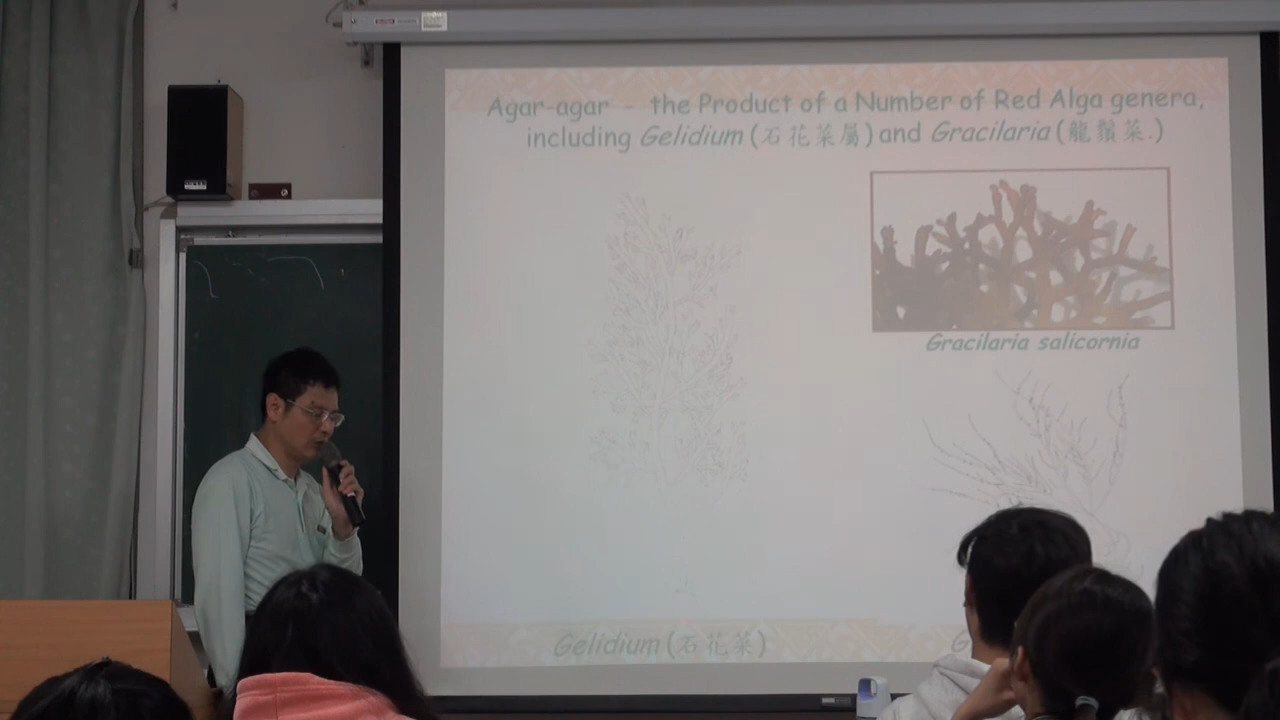 Agar-agar - the Product of a Number of Red Alga genera,
including Gelidium (石花菜屬) and Gracilaria (龍鬚菜.)
Gracilaria salicornia
Gelidium (石花菜)